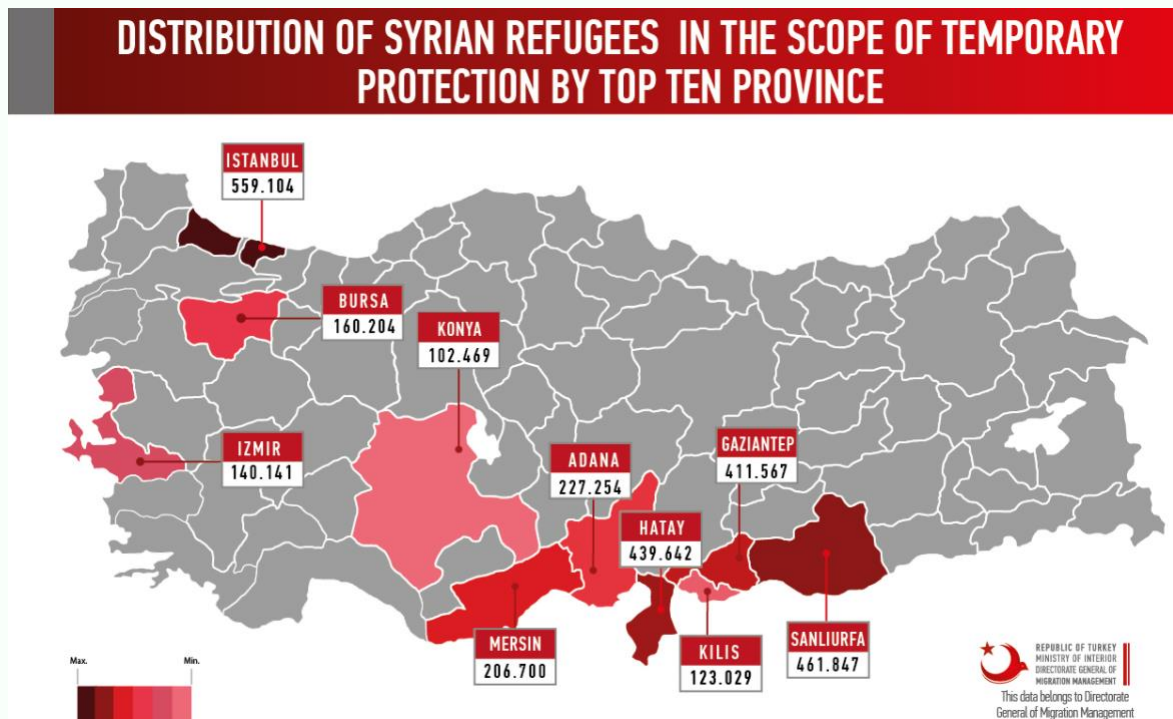 DISTRIBUTION OF SYRIAN REFUGEES IN THE SCOPE OF TEMPORARY
PROTECTION BY TOP TEN PROVINCE
ISTANBUL
559.104
BURSA
160.204
KONYA
102.469
IZMIR
140.141
ADANA
227.254
GAZIANTEP
411.567
HATAY
439.642
MERSIN
206.700
KILIS
123.029
SANLIURFA
461.847
Max.
Min.
REPUBLIC OF TURKEY
MINISTRY OF INTERIOR
DIRECTORATE GENERAL OF
MIGRATION MANAGEMENT
This data belongs to Directorate
General of Migration Management